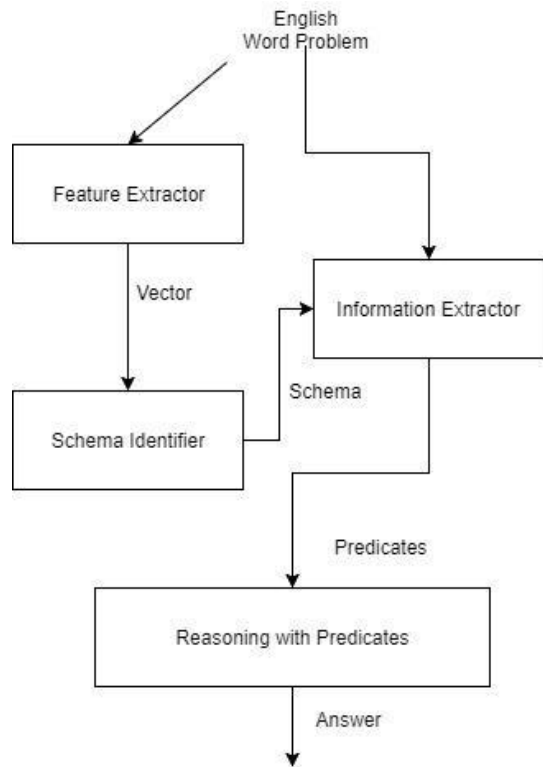 English
Word Problem
Feature Extractor
Vector
Information Extractor
Schema
Schema Identifier
Predicates
Reasoning with Predicates
Answer